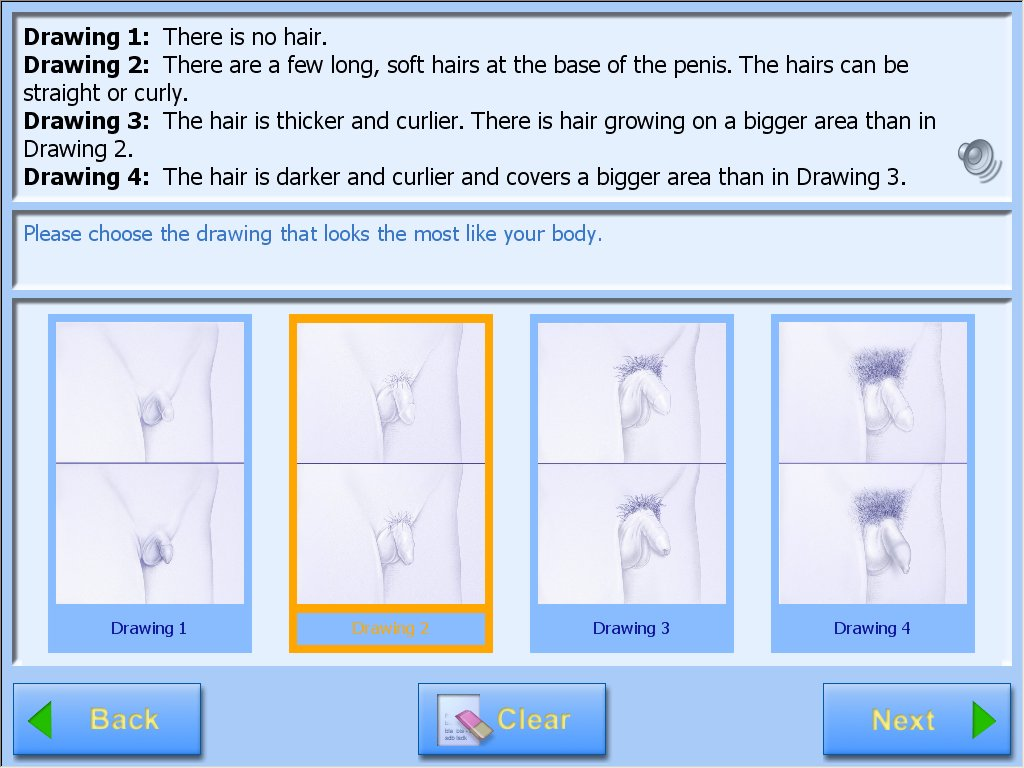 Drawing 1:  There is no hair.
Drawing 2:  There are a few long, soft hairs at the base of the penis. The hairs can be
straight or curly.
Drawing 3:  The hair is thicker and curlier. There is hair growing on a bigger area than in
Drawing 2.
Drawing 4:  The hair is darker and curlier and covers a bigger area than in Drawing 3.
Please choose the drawing that looks the most like your body.
Drawing 1
Drawing 2
Drawing 3
Drawing 4
Back
Clear
Next